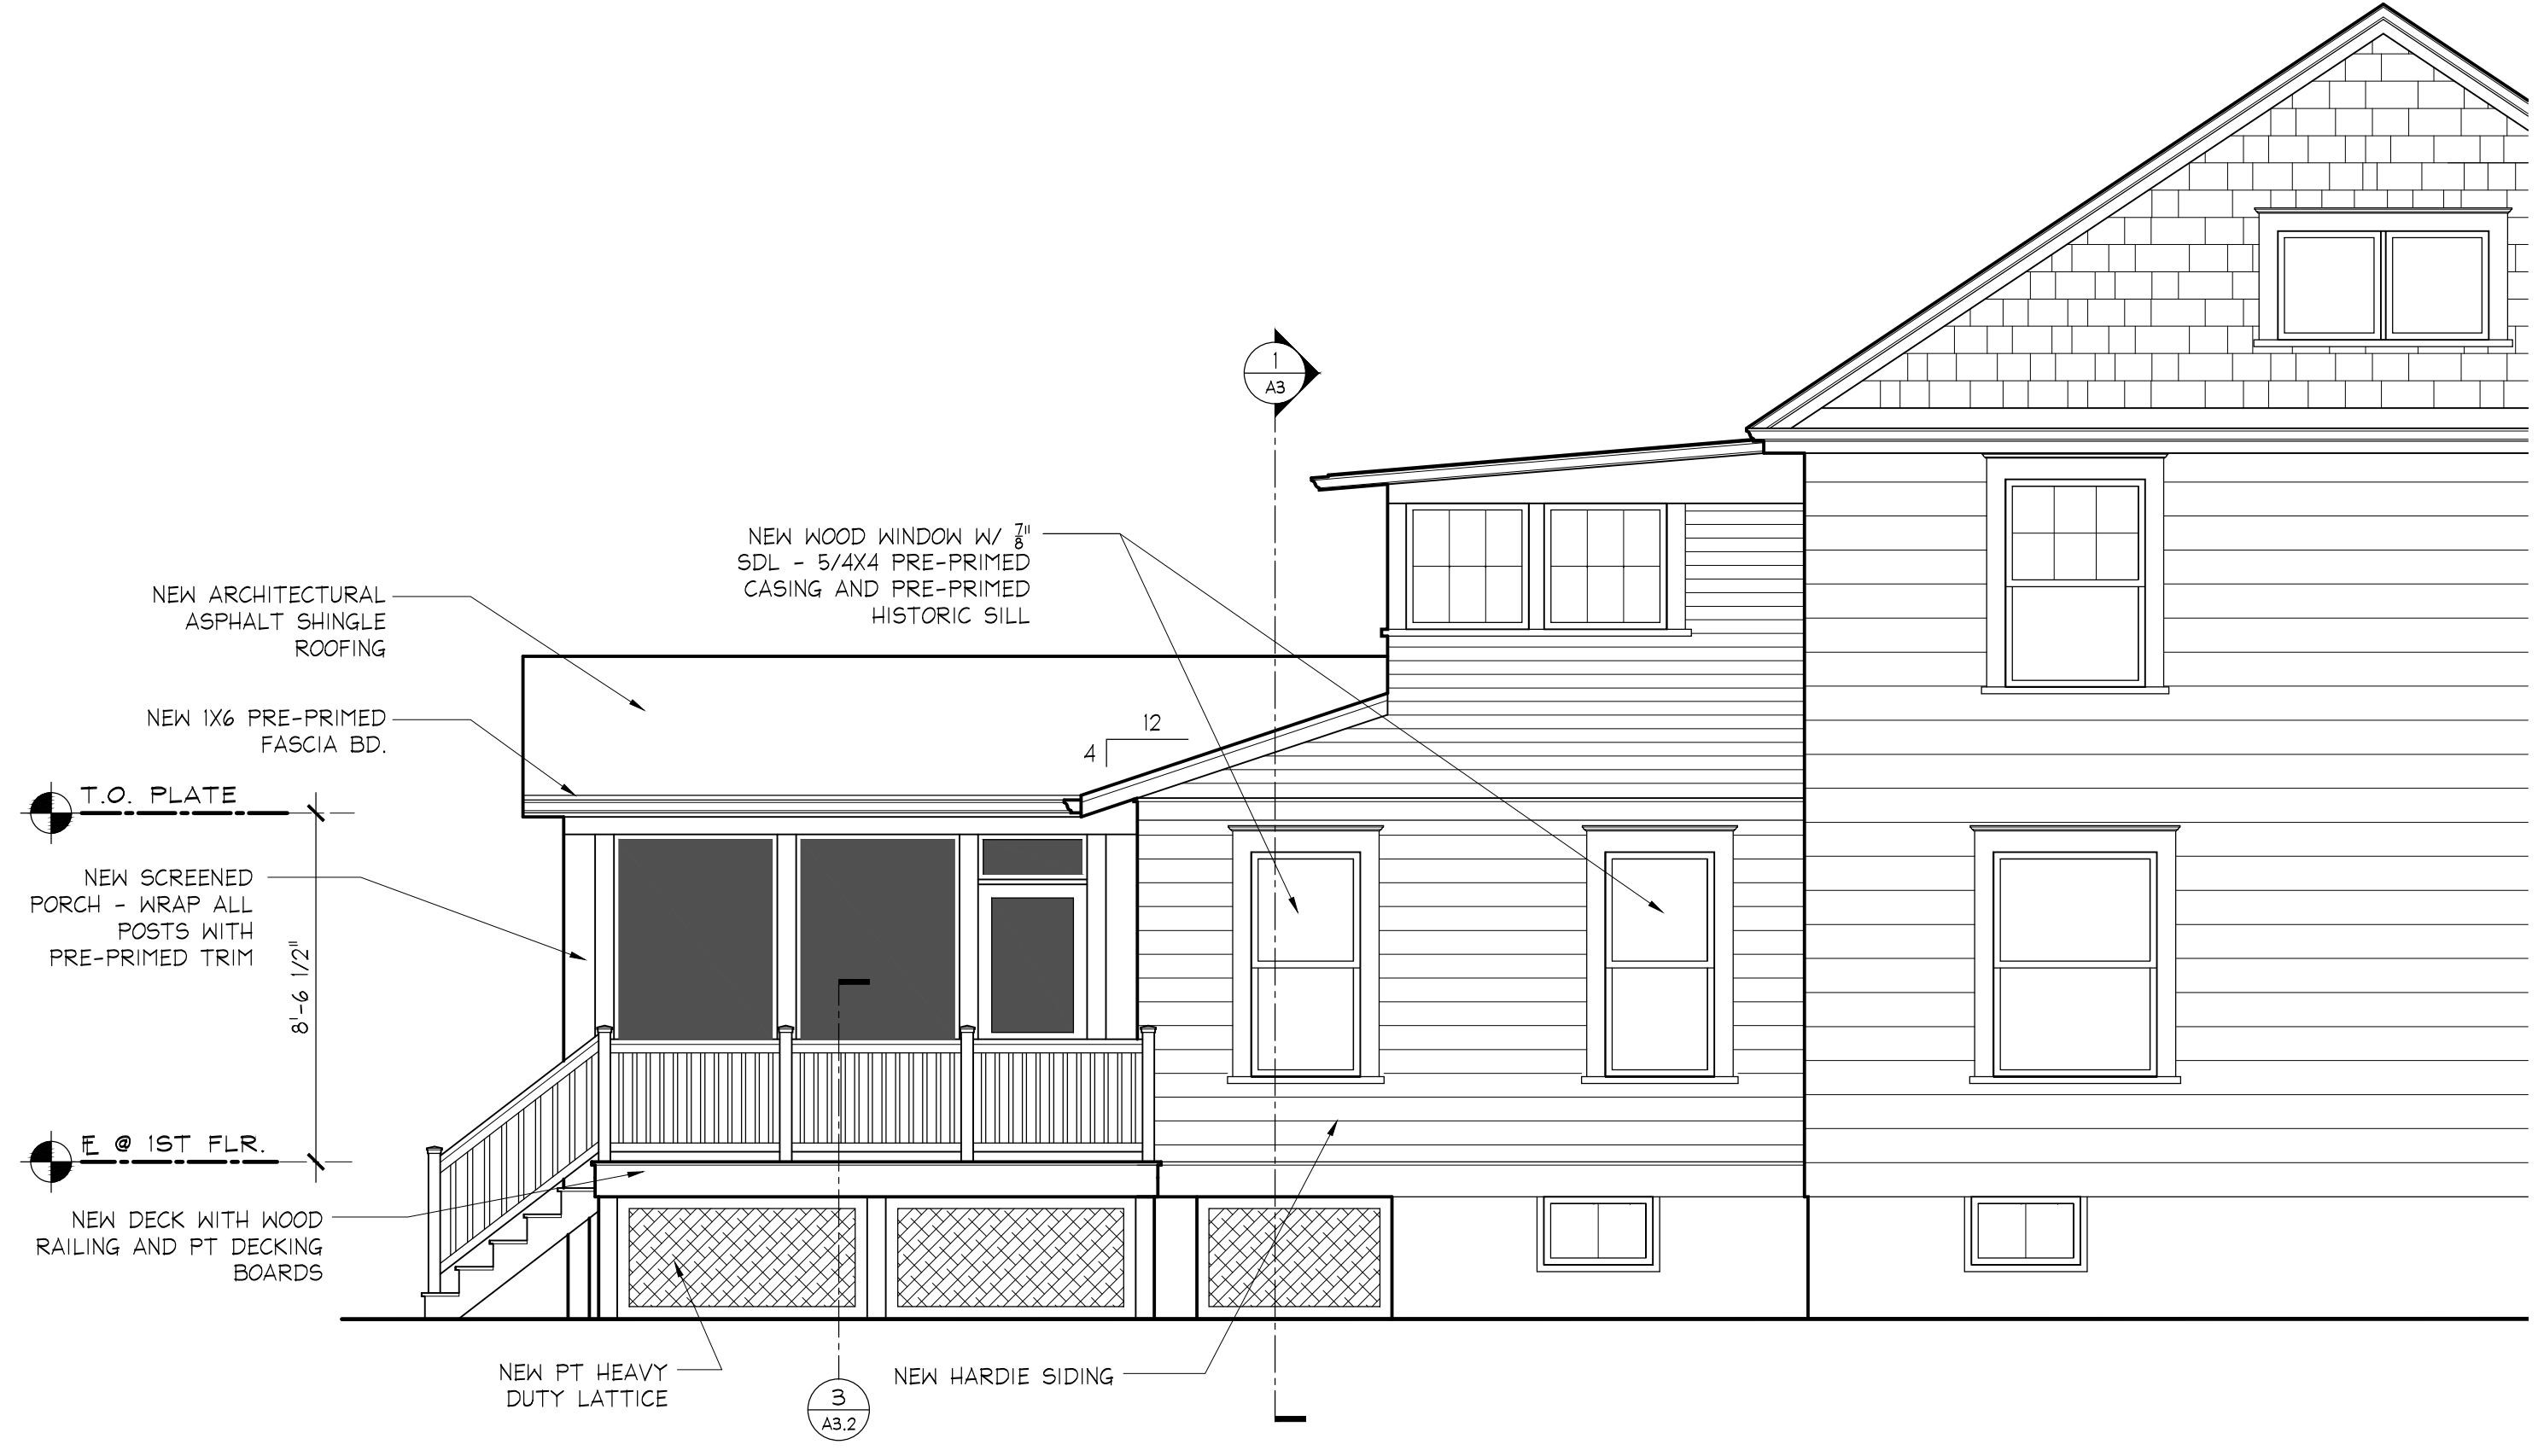 1
A3
NEW WOOD WINDOW W/ 7/8"
SDL - 5/4X4 PRE-PRIMED
CASING AND PRE-PRIMED
HISTORIC SILL
NEW ARCHITECTURAL
ASPHALT SHINGLE
ROOFING
NEW 1X6 PRE-PRIMED
FASCIA BD.
12
4
T.O. PLATE
NEW SCREENED
PORCH - WRAP ALL
POSTS WITH
PRE-PRIMED TRIM
8'-6 1/2"
E @ 1ST FLR.
NEW DECK WITH WOOD
RAILING AND PT DECKING
BOARDS
NEW PT HEAVY
DUTY LATTICE
3
A3.2
NEW HARDIE SIDING